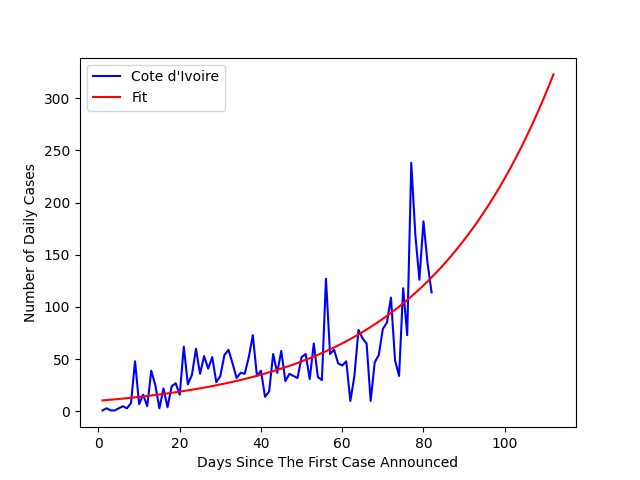 Cote d'Ivoire
Fit
300
250
200
150
100
50
0
Number of Daily Cases
0 20 40 60 80 100
Days Since The First Case Announced